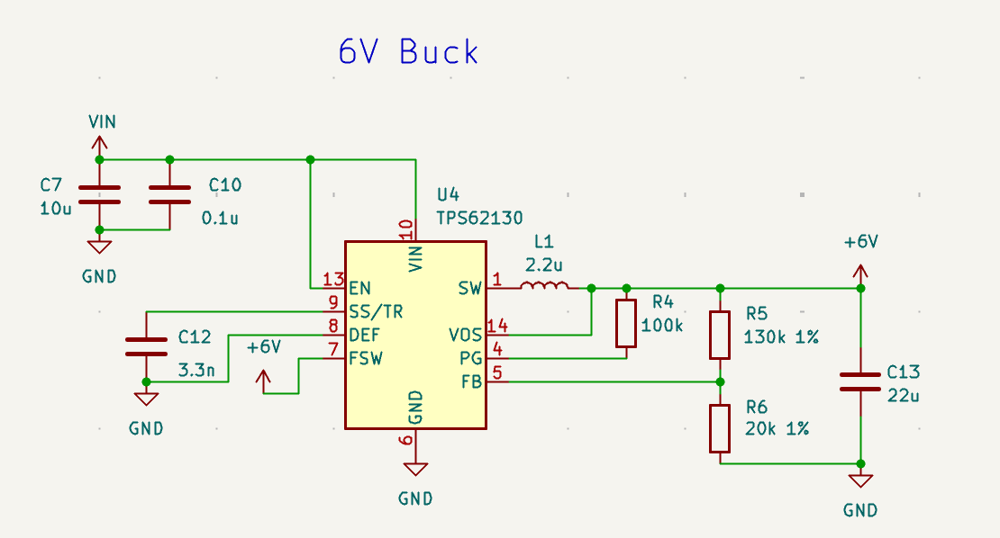 6V Buck
VIN
C7
10u
C10
0.1u
GND
U4
TPS62130
10
VIN
13
EN
9
SS/TR
8
DEF
7
FSW
SW
1
VOS
14
PG
4
FB
5
GND
6
GND
C12
3.3n
GND
+6V
L1
2.2u
R4
100k
R5
130k 1%
R6
20k 1%
+6V
C13
22u
GND